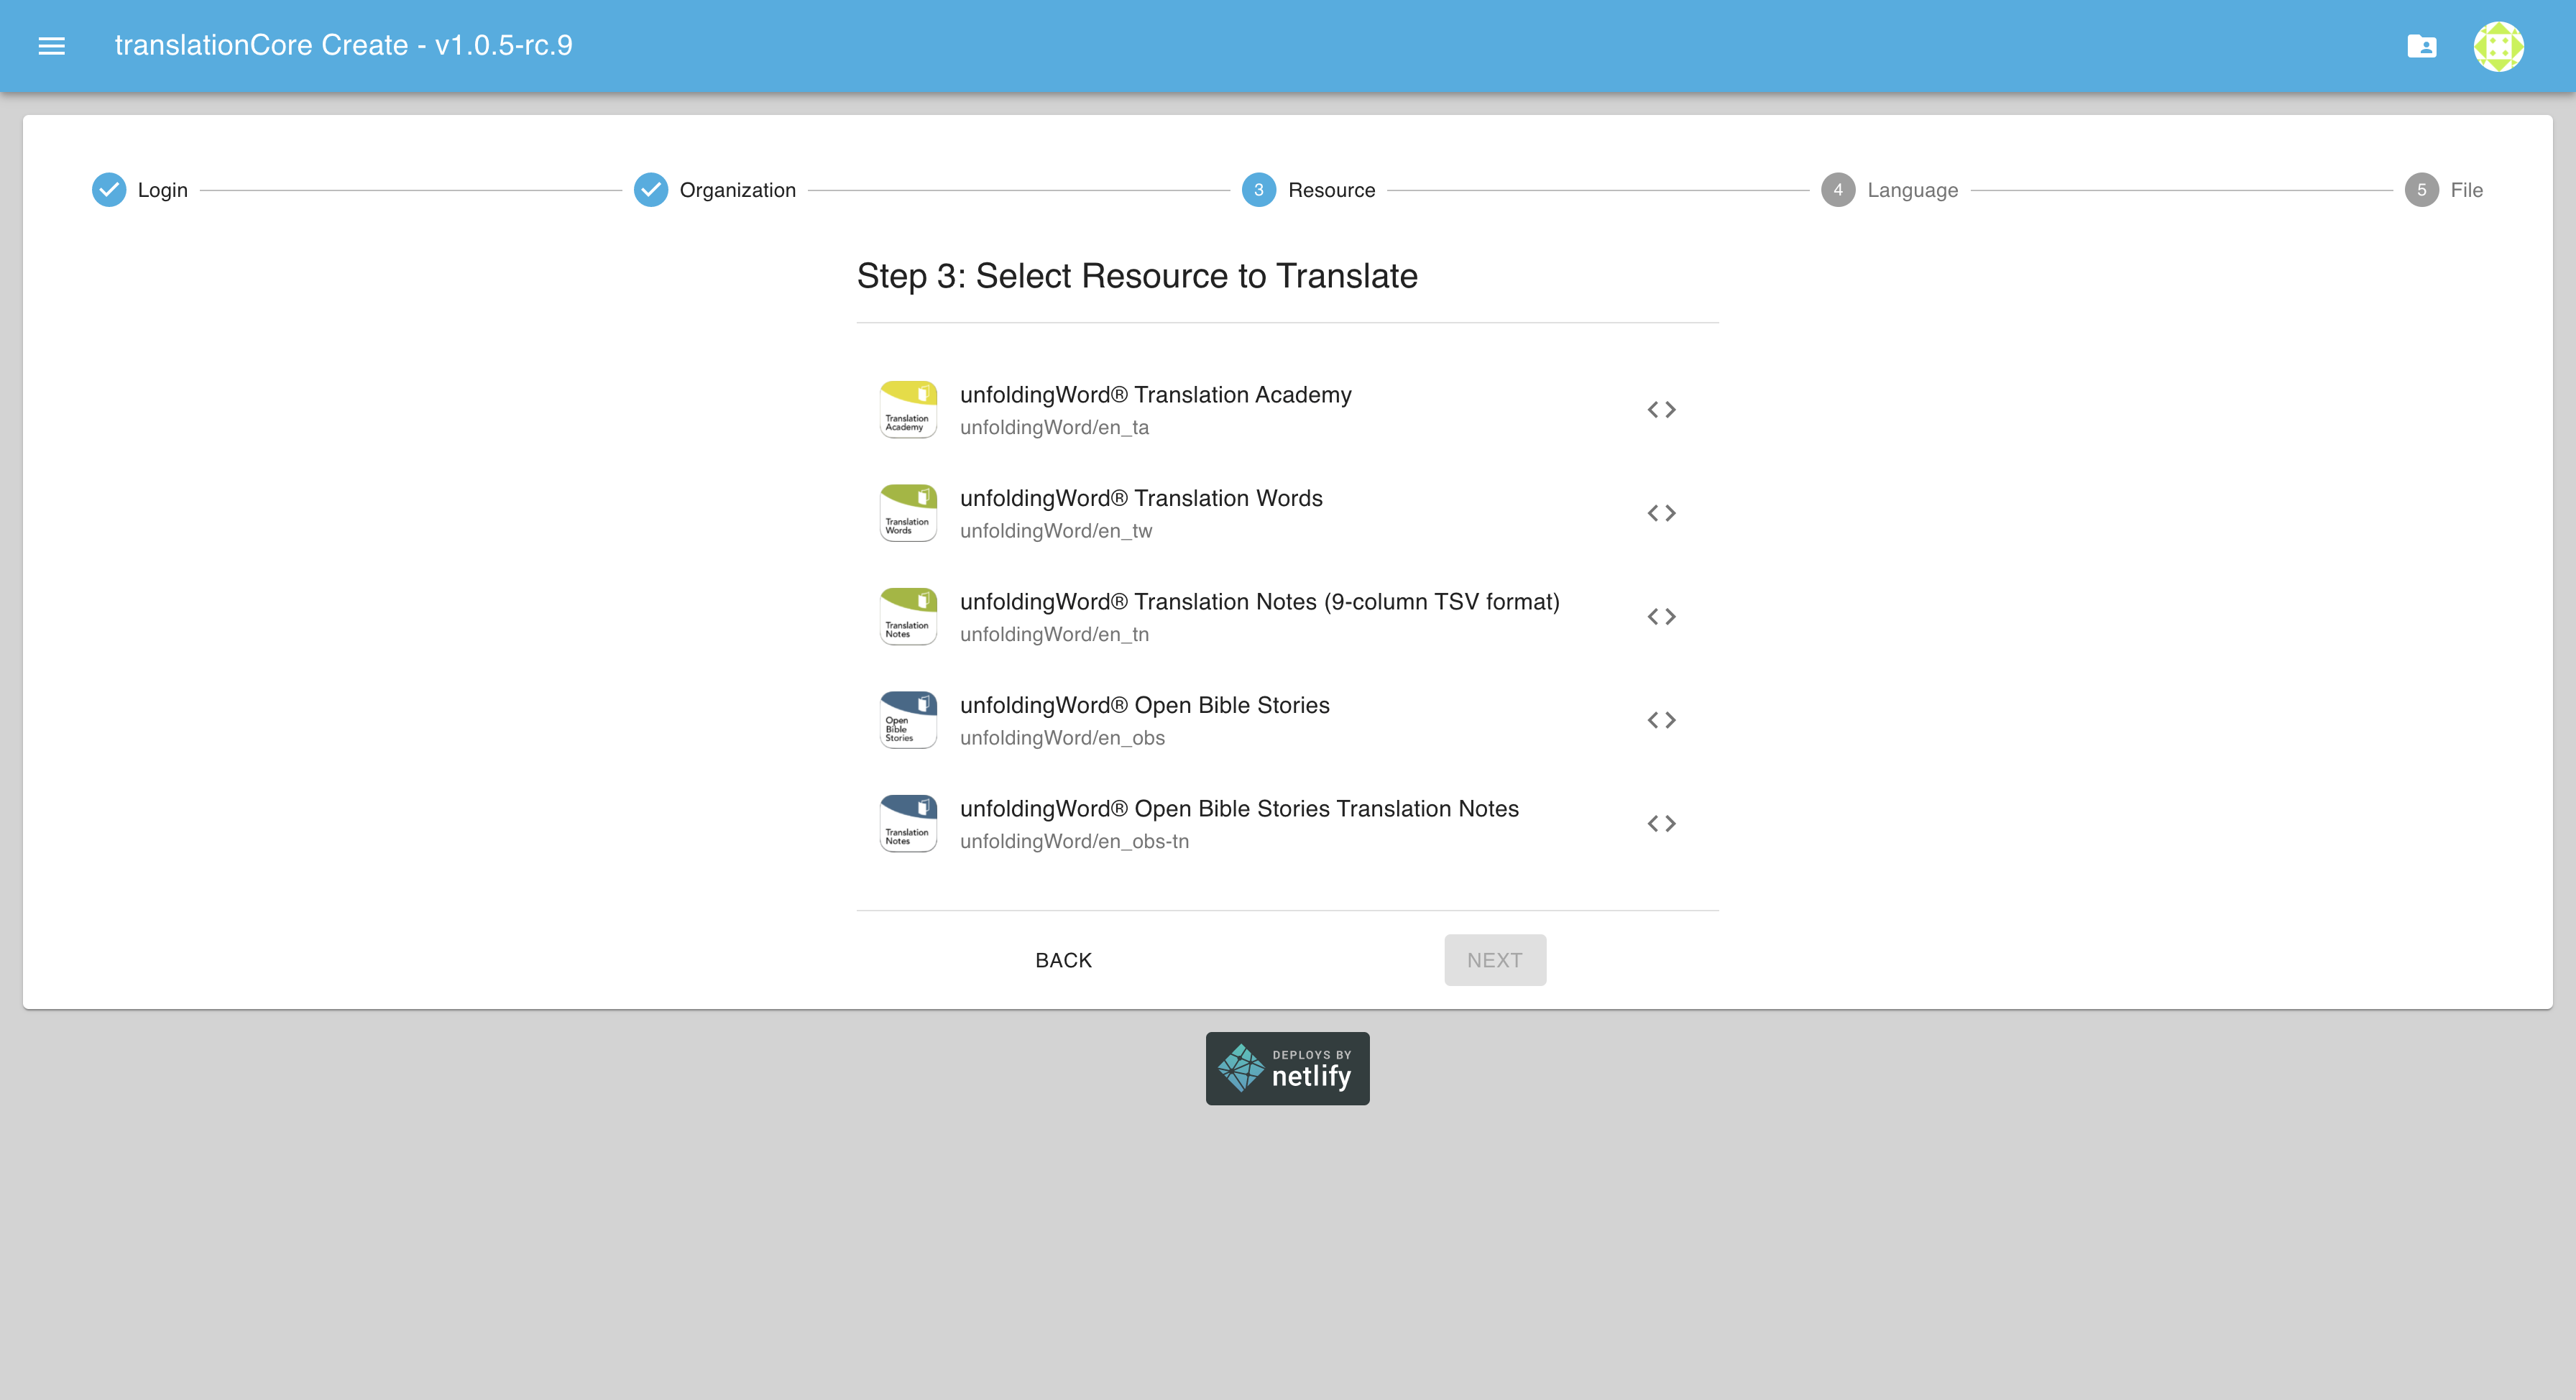 translationCore Create - v1.0.5-rc.9
Login
Organization
3 Resource
4 Language
5 File
Step 3: Select Resource to Translate
Translation
Academy
unfoldingWord® Translation Academy
unfoldingWord/en_ta
Translation
Words
unfoldingWord® Translation Words
unfoldingWord/en_tw
Translation
Notes
unfoldingWord® Translation Notes (9-column TSV format)
unfoldingWord/en_tn
Open
Bible
Stories
unfoldingWord® Open Bible Stories
unfoldingWord/en_obs
Translation
Notes
unfoldingWord® Open Bible Stories Translation Notes
unfoldingWord/en_obs-tn
BACK
NEXT
DEPLOYS BY
netlify